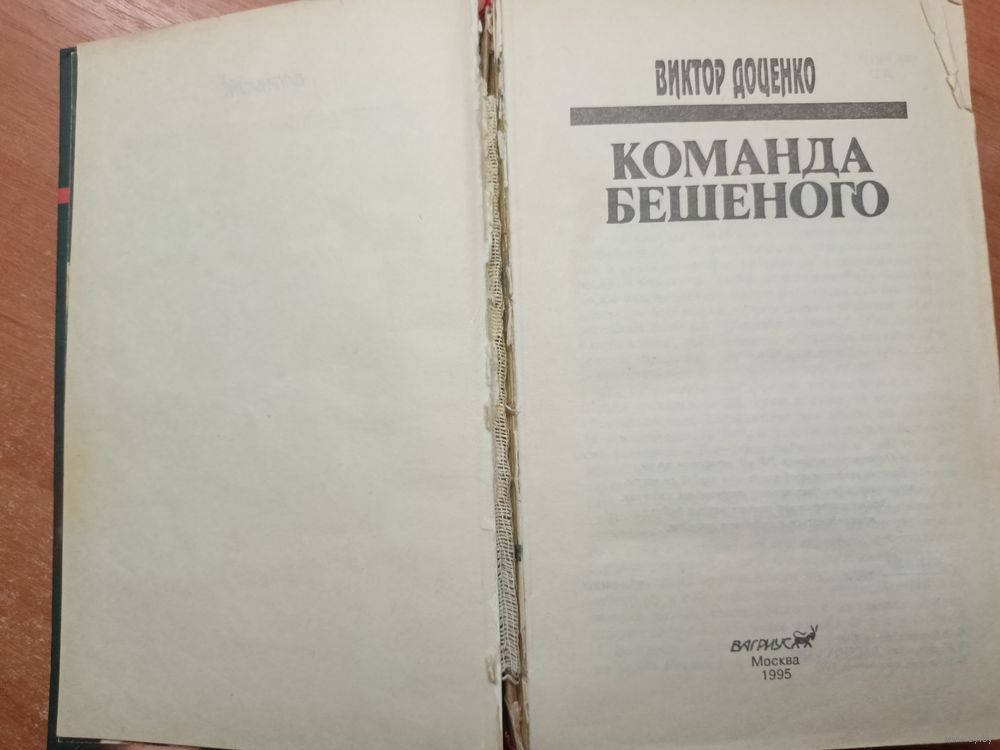 ВИКТОР ДОЦЕНКО
КОМАНДА
БЕШЕНОГО
ВАГРИУС
Москва
1995